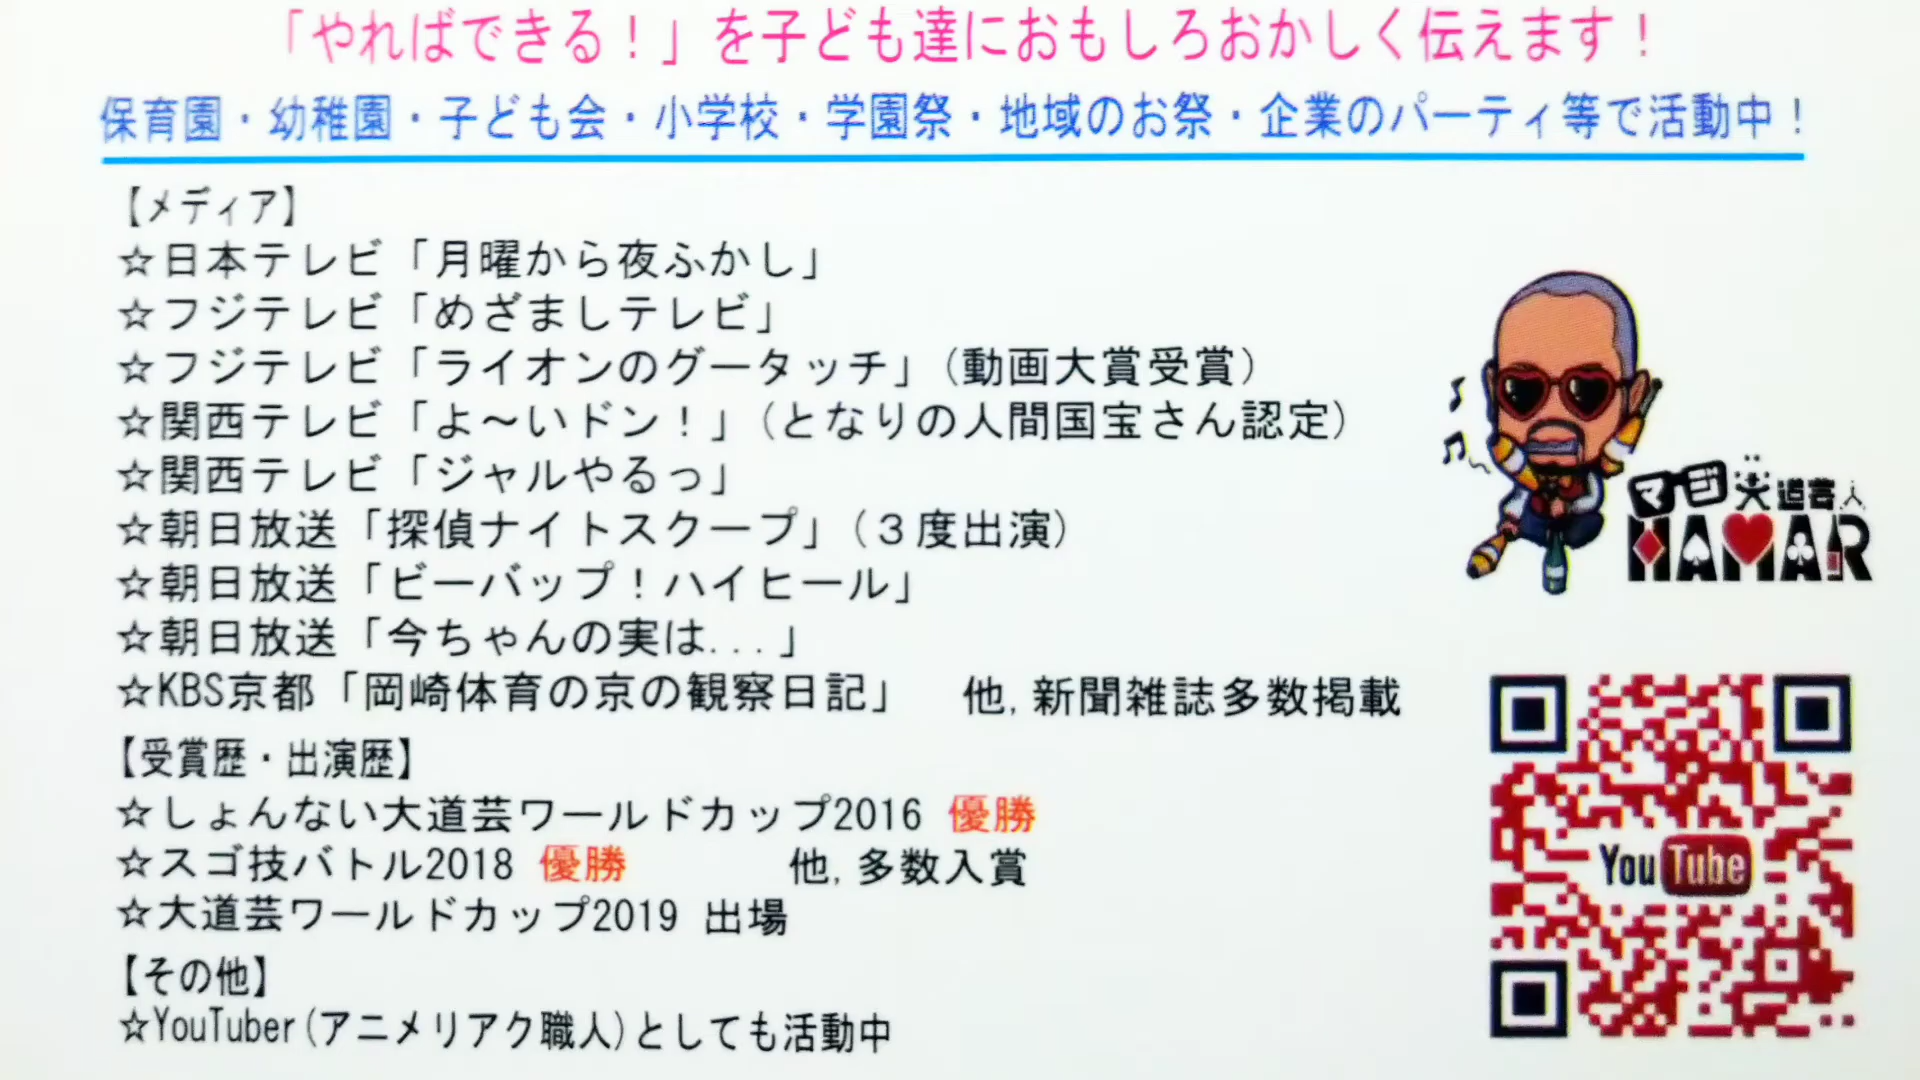 「やればできる！」を子ども達におもしろおかしく伝えます！
保育園・幼稚園・子ども会・小学校・学園祭・地域のお祭・企業のパーティ等で活動中！
【メディア】
☆日本テレビ「月曜から夜ふかし」
☆フジテレビ「めざましテレビ」
☆フジテレビ「ライオンのグータッチ」（動画大賞受賞）
☆関西テレビ「よ～いドン！」（となりの人間国宝さん認定）
☆関西テレビ「ジャルやるっ」
☆朝日放送「探偵ナイトスクープ」（３度出演）
☆朝日放送「ビーバップ！ハイヒール」
☆朝日放送「今ちゃんの実は...」
☆KBS京都「岡崎体育の京の観察日記」　他,新聞雑誌多数掲載
マジ大道芸人
HAMAR
【受賞歴・出演歴】
☆しょんない大道芸ワールドカップ2016 優勝
☆スゴ技バトル2018 優勝　他,多数入賞
☆大道芸ワールドカップ2019 出場
【その他】
☆YouTuber(アニメリアク職人)としても活動中
YouTube